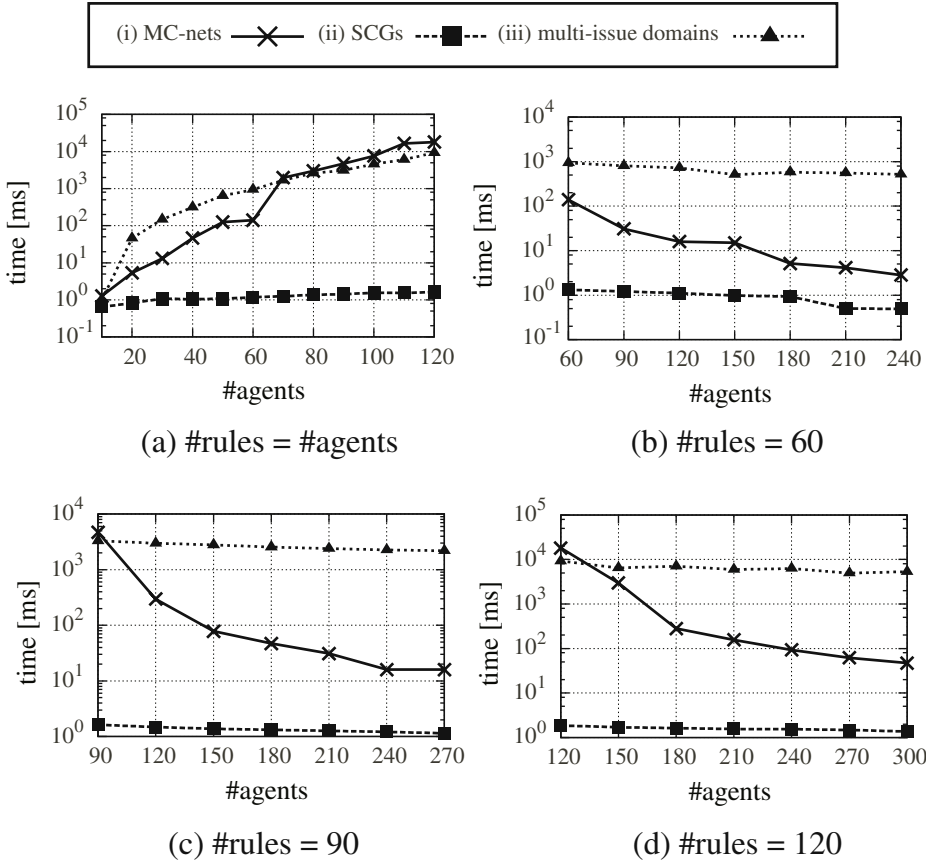 (i) MC-nets (ii) SCGs (iii) multi-issue domains
10^5
10^4
10^3
10^2
10^1
10^0
10^-1
time [ms]
20 40 60 80 100 120
#agents
(a) #rules = #agents
10^4
10^3
10^2
10^1
10^0
10^-1
time [ms]
60 90 120 150 180 210 240
#agents
(b) #rules = 60
10^4
10^3
10^2
10^1
10^0
time [ms]
90 120 150 180 210 240 270
#agents
(c) #rules = 90
10^5
10^4
10^3
10^2
10^1
10^0
time [ms]
120 150 180 210 240 270 300
#agents
(d) #rules = 120